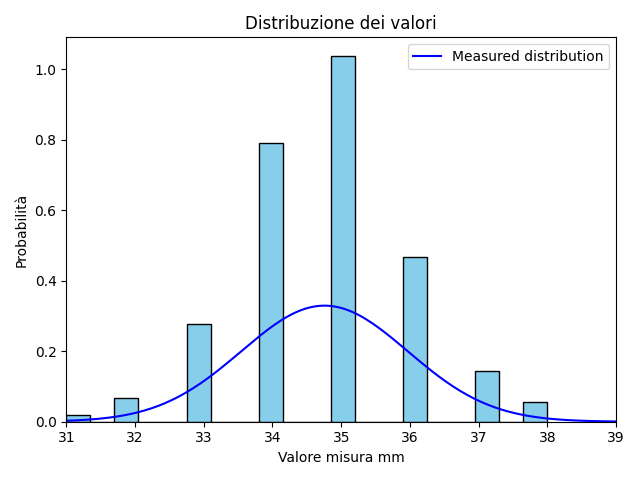 Distribuzione dei valori
Measured distribution
Probabilità
1.0
0.8
0.6
0.4
0.2
0.0
31 32 33 34 35 36 37 38 39
Valore misura mm